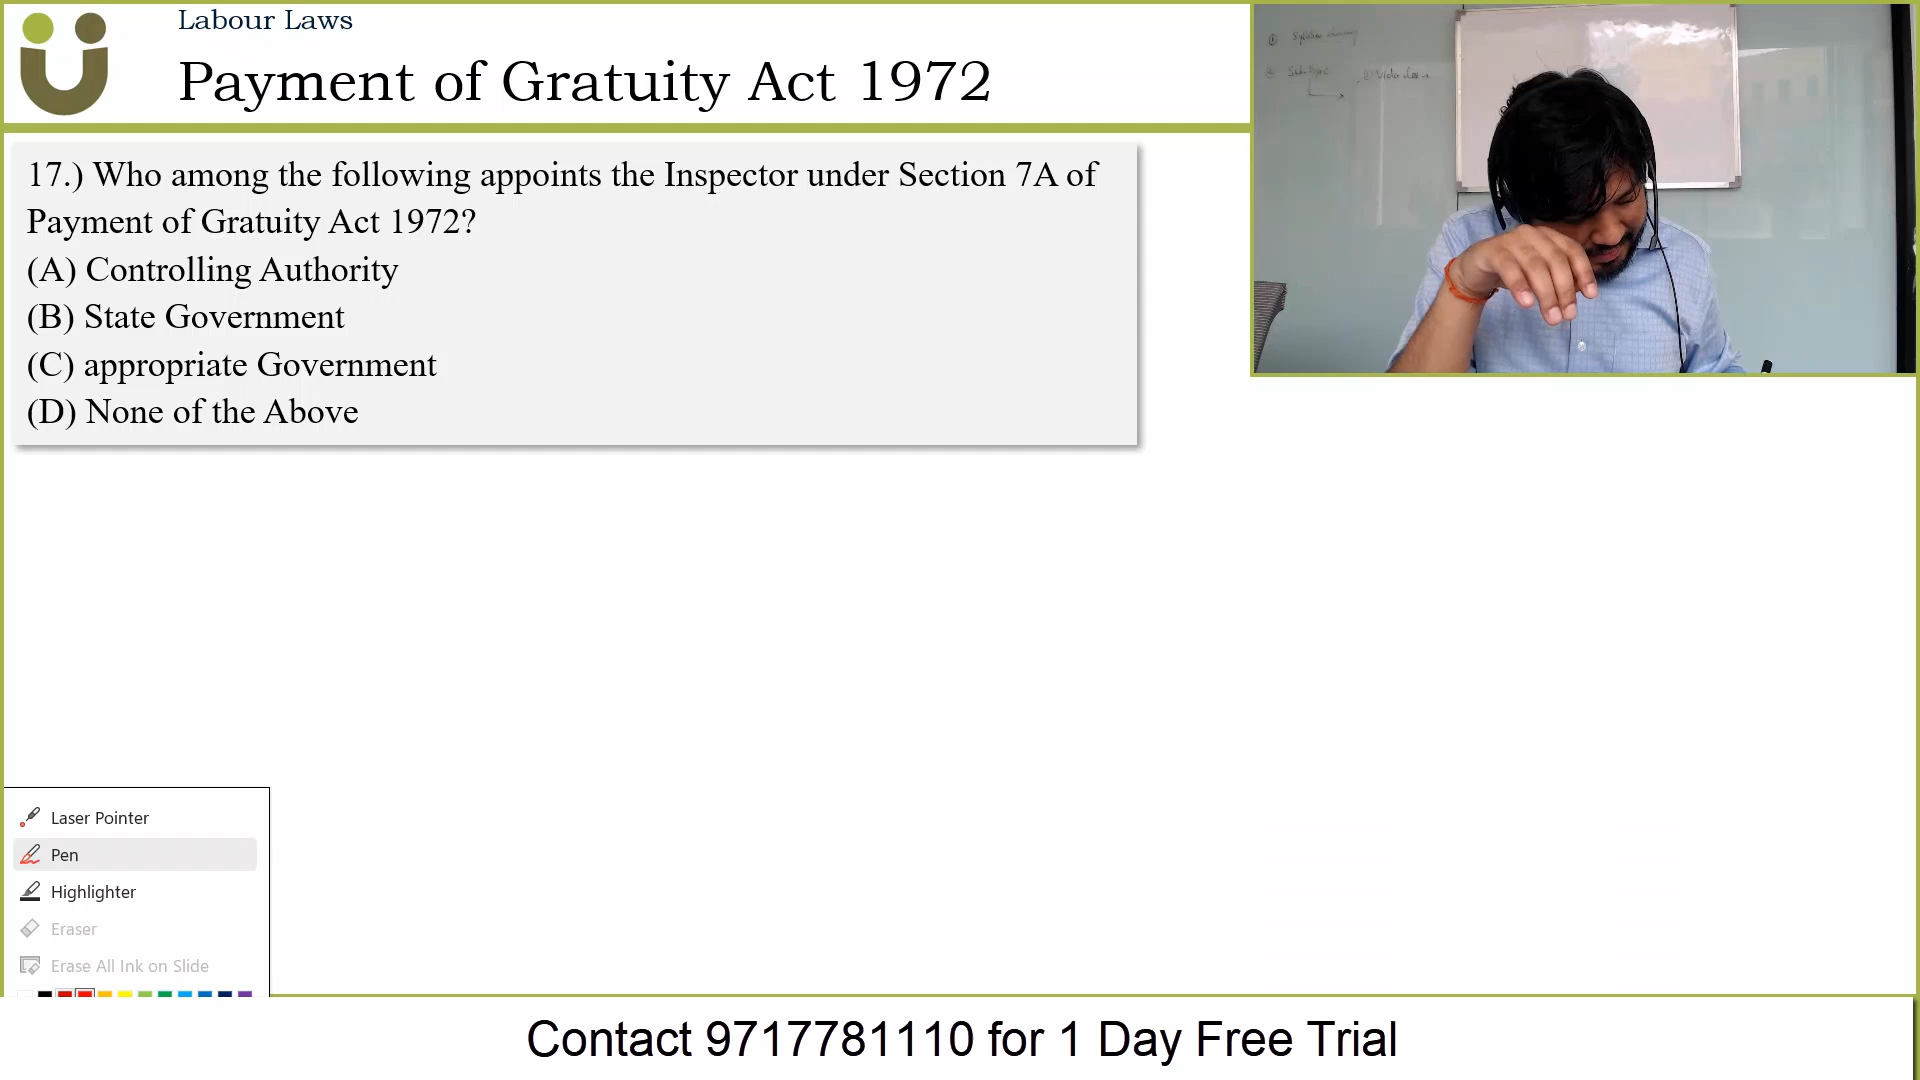 Labour Laws
Payment of Gratuity Act 1972
17.) Who among the following appoints the Inspector under Section 7A of
Payment of Gratuity Act 1972?
(A) Controlling Authority
(B) State Government
(C) appropriate Government
(D) None of the Above
Laser Pointer
Pen
Highlighter
Eraser
Erase All Ink on Slide
Contact 9717781110 for 1 Day Free Trial